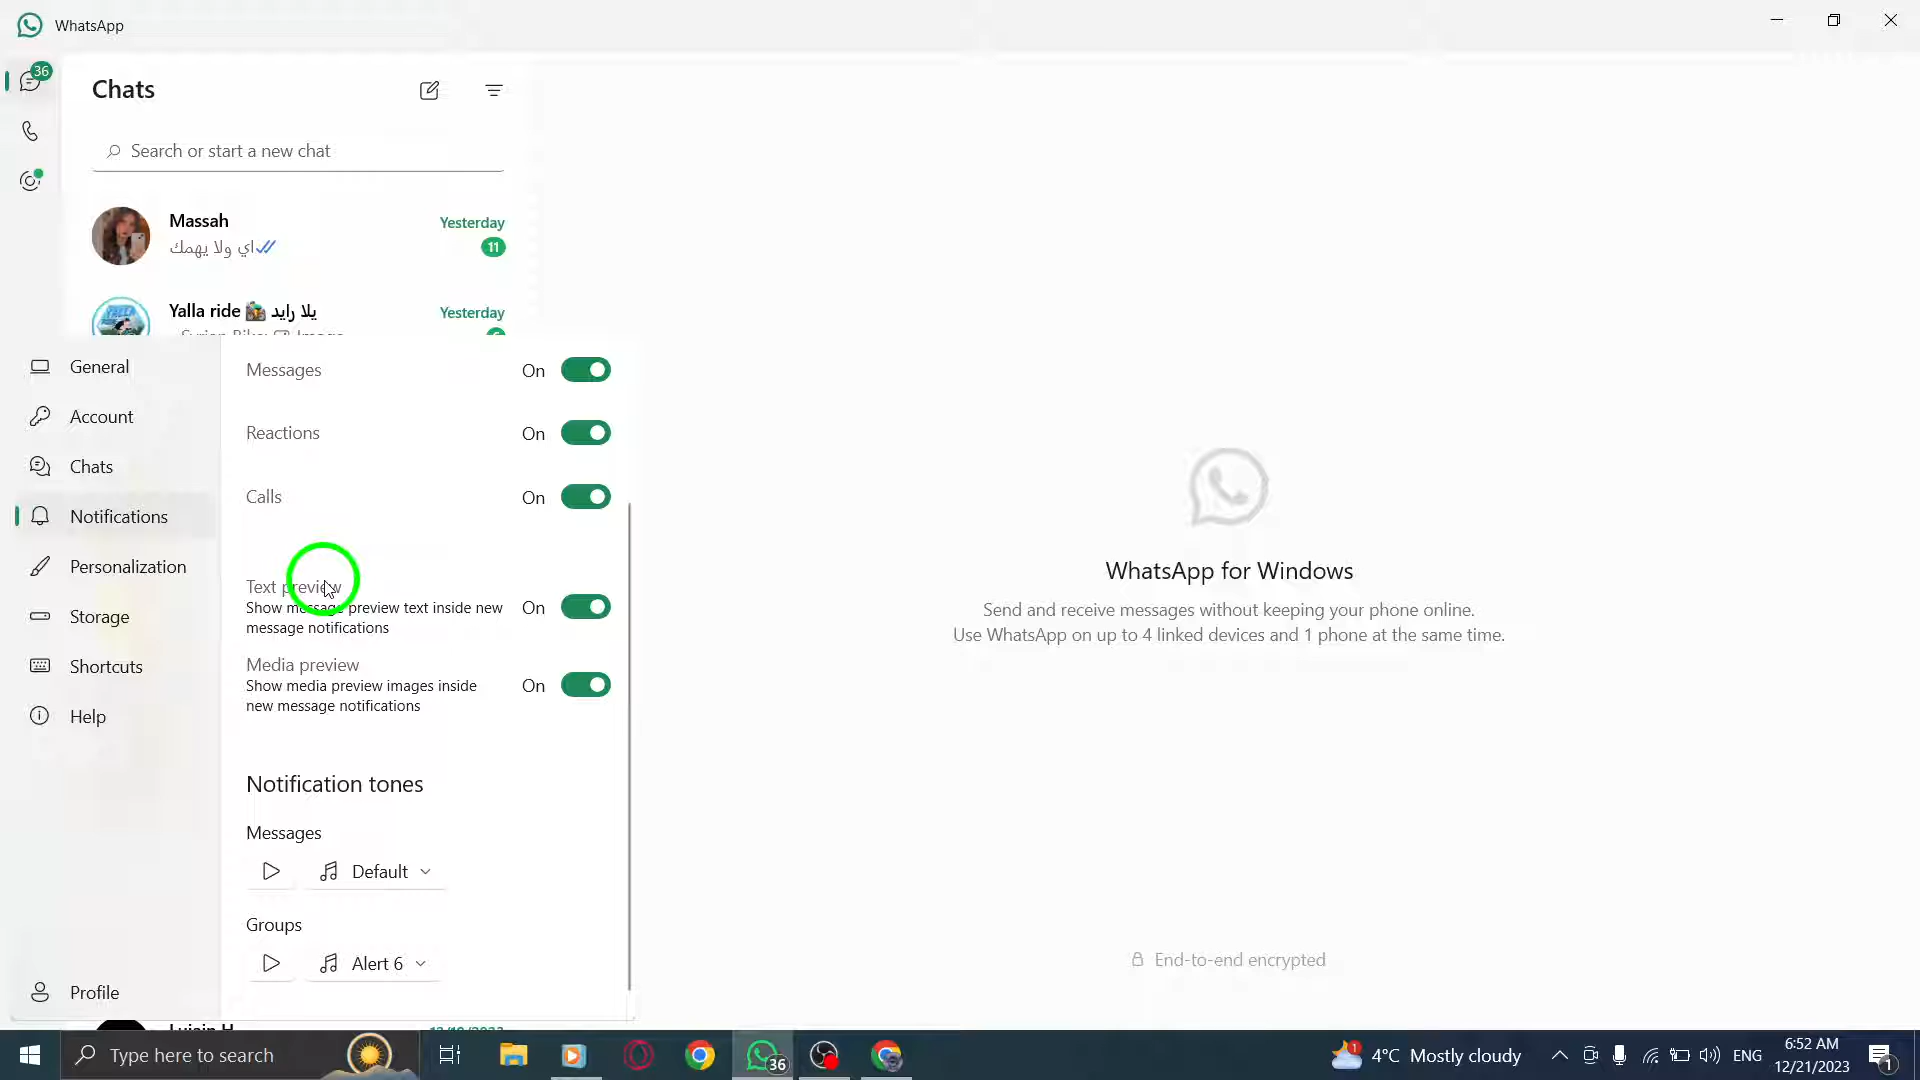 WhatsApp
36
Chats
Search or start a new chat
Massah
Yesterday
اي ولا يهمك
11
Yalla ride 🏍️ يلا رايد
Yesterday
General
Account
Chats
Notifications
Personalization
Storage
Shortcuts
Help
Profile
Messages
On
Reactions
On
Calls
On
Text preview
Show message preview text inside new
message notifications
On
Media preview
Show media preview images inside
new message notifications
On
Notification tones
Messages
Default
Groups
Alert 6
WhatsApp for Windows
Send and receive messages without keeping your phone online.
Use WhatsApp on up to 4 linked devices and 1 phone at the same time.
End-to-end encrypted
Type here to search
36
1
4°C Mostly cloudy
ENG
6:52 AM
12/21/2023
1